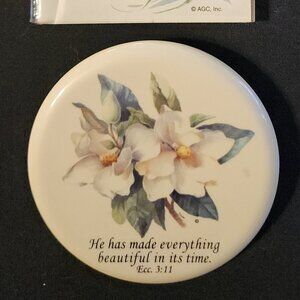 © AGC, Inc.
He has made everything
beautiful in its time.
Ecc. 3:11